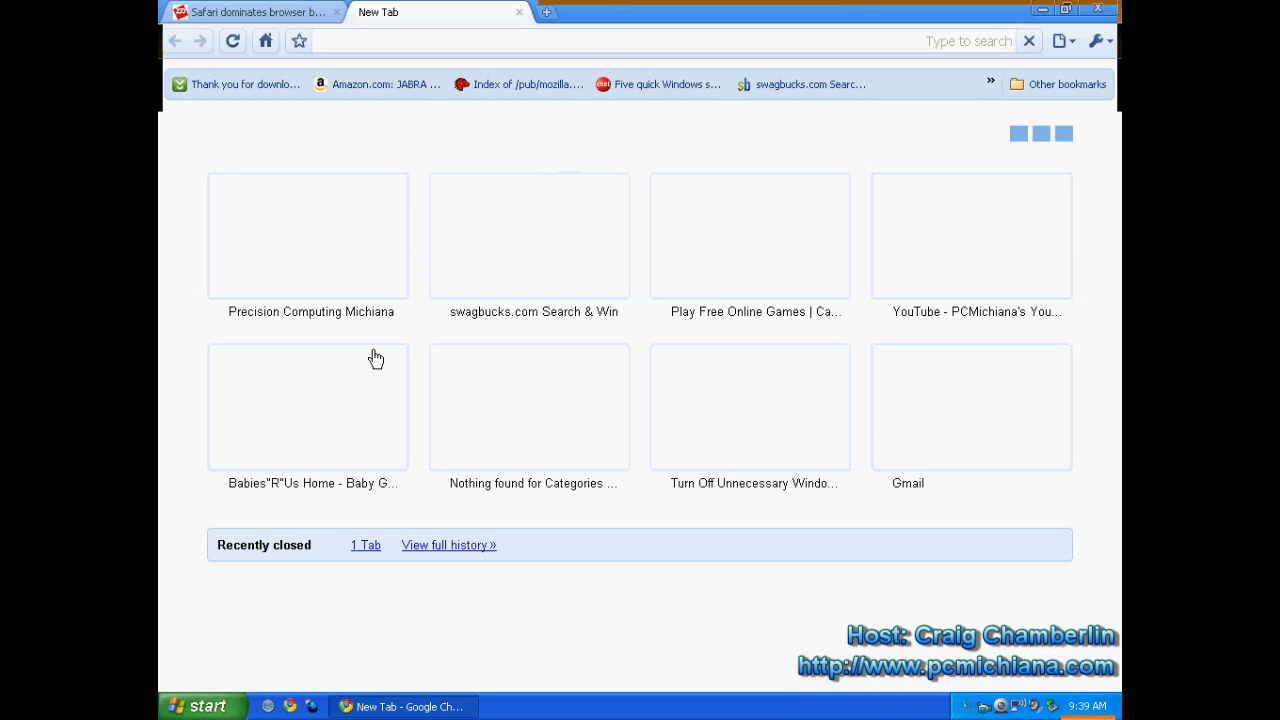 Safari dominates browser b...
New Tab
Type to search
Thank you for downlo...
a
Amazon.com: JABRA ...
Index of /pub/mozilla....
cnet
Five quick Windows s...
sb
swagbucks.com Searc...
»
Other bookmarks
Precision Computing Michiana
swagbucks.com Search & Win
Play Free Online Games | Ca...
YouTube - PCMichiana's You...
Babies"R"Us Home - Baby G...
Nothing found for Categories ...
Turn Off Unnecessary Windo...
Gmail
Recently closed
1 Tab
View full history »
Host: Craig Chamberlin
http://www.pcmichiana.com
start
New Tab - Google Ch...
9:39 AM